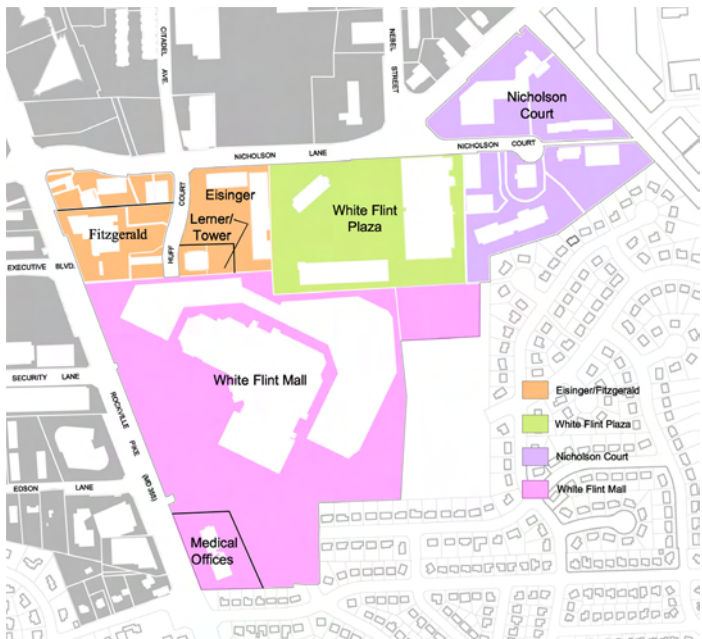 CITADEL AVE.
NEBEL STREET
Nicholson
Court
NICHOLSON LANE
NICHOLSON COURT
HUFF COURT
Eisinger
Lerner/
Tower
White Flint
Plaza
Fitzgerald
EXECUTIVE BLVD.
White Flint Mall
SECURITY LANE
ROCKVILLE PIKE (MD 355)
EDSON LANE
Medical
Offices
Eisinger/Fitzgerald
White Flint Plaza
Nicholson Court
White Flint Mall